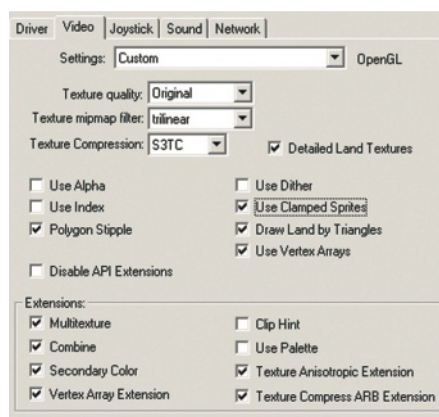 Driver Video Joystick Sound Network
Settings: Custom OpenGL
Texture quality: Original
Texture mipmap filter: trilinear
Texture Compression: S3TC Detailed Land Textures
Use Alpha Use Dither
Use Index Use Clamped Sprites
Polygon Stipple Draw Land by Triangles
Use Vertex Arrays
Disable API Extensions
Extensions:
Multitexture Clip Hint
Combine Use Palette
Secondary Color Texture Anisotropic Extension
Vertex Array Extension Texture Compress ARB Extension